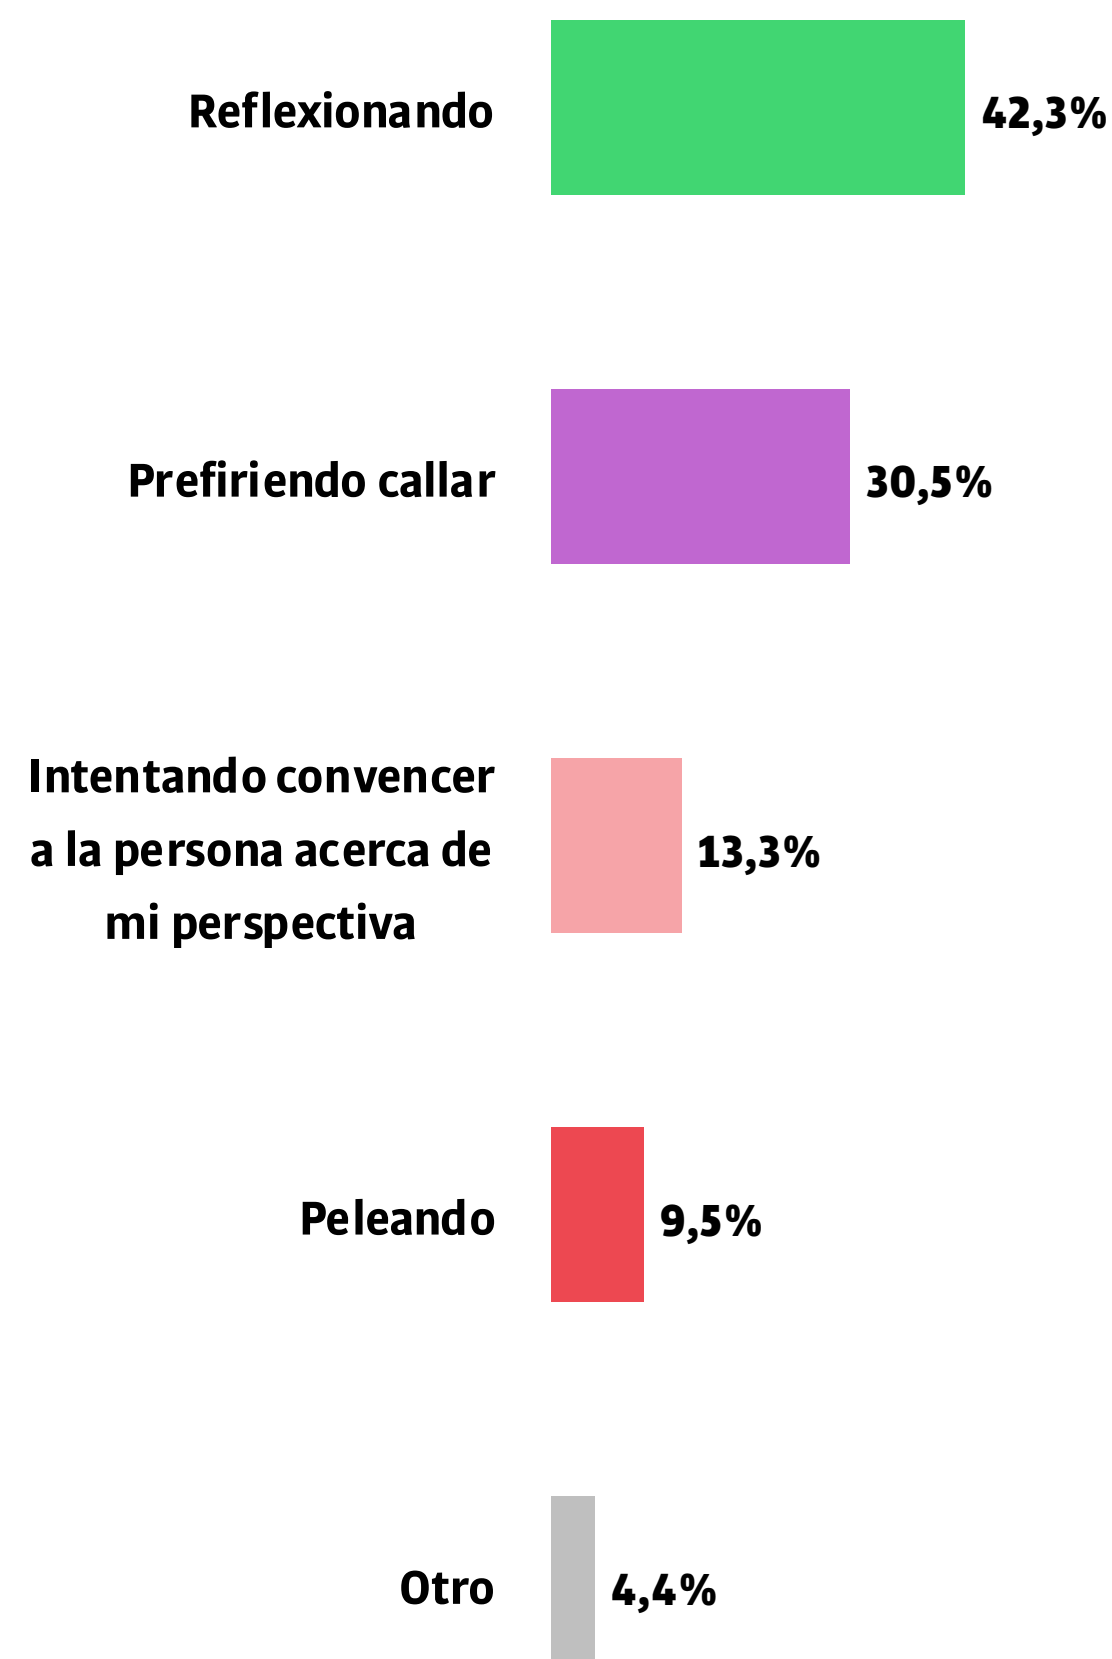 Reflexionando
42,3%
Prefiriendo callar
30,5%
Intentando convencer
a la persona acerca de
mi perspectiva
13,3%
Peleando
9,5%
Otro
4,4%